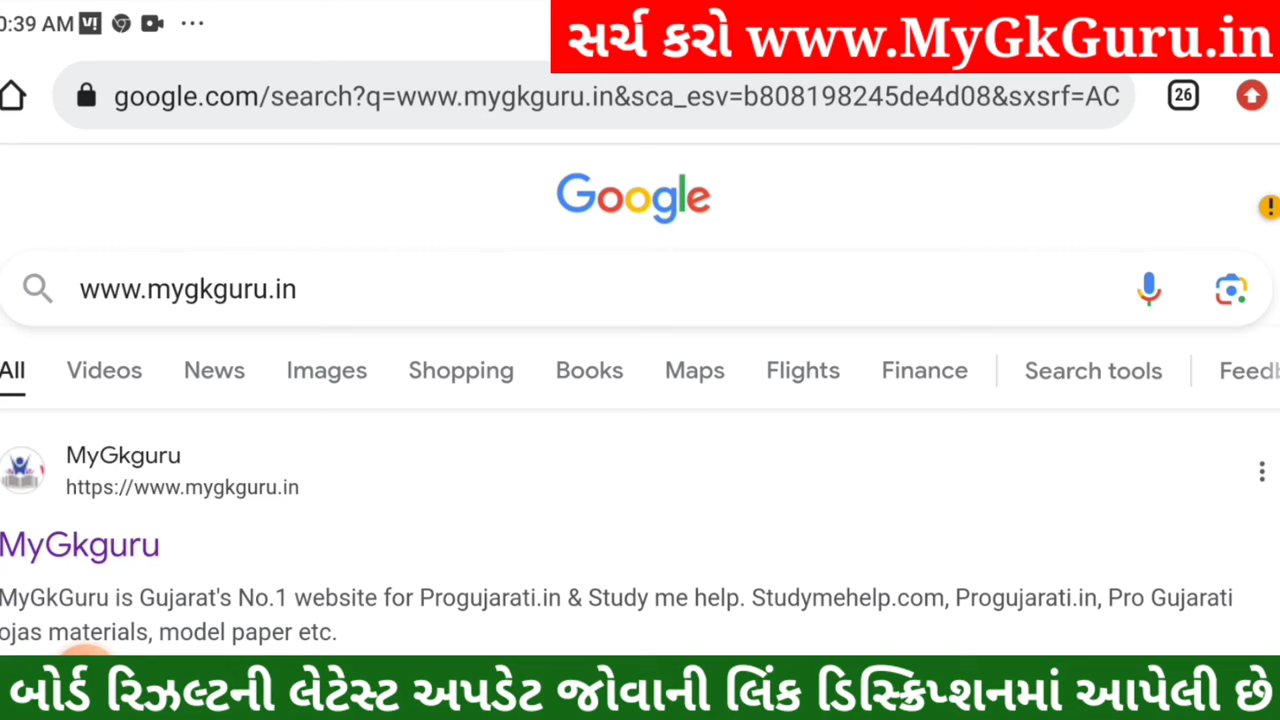 0:39 AM
સર્ચ કરો www.MyGkGuru.in
google.com/search?q=www.mygkguru.in&sca_esv=b808198245de4d08&sxsrf=AC
26
Google
www.mygkguru.in
All Videos News Images Shopping Books Maps Flights Finance Search tools Feedb
MyGkguru
https://www.mygkguru.in
MyGkguru
MyGkGuru is Gujarat's No.1 website for Progujarati.in & Study me help. Studymehelp.com, Progujarati.in, Pro Gujarati
ojas materials, model paper etc.
બોર્ડ રિઝલ્ટની લેટેસ્ટ અપડેટ જોવાની લિંક ડિસ્ક્રિપ્શનમાં આપેલી છે